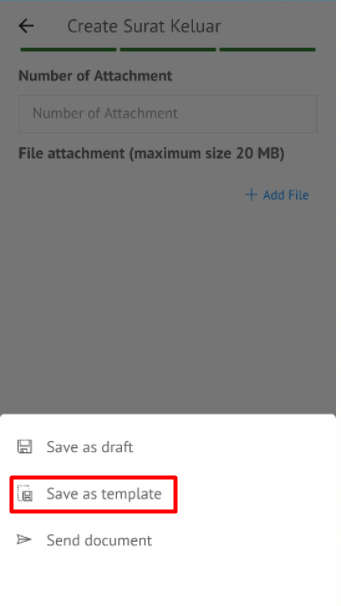 Create Surat Keluar
Number of Attachment
Number of Attachment
File attachment (maximum size 20 MB)
+ Add File
Save as draft
Save as template
Send document